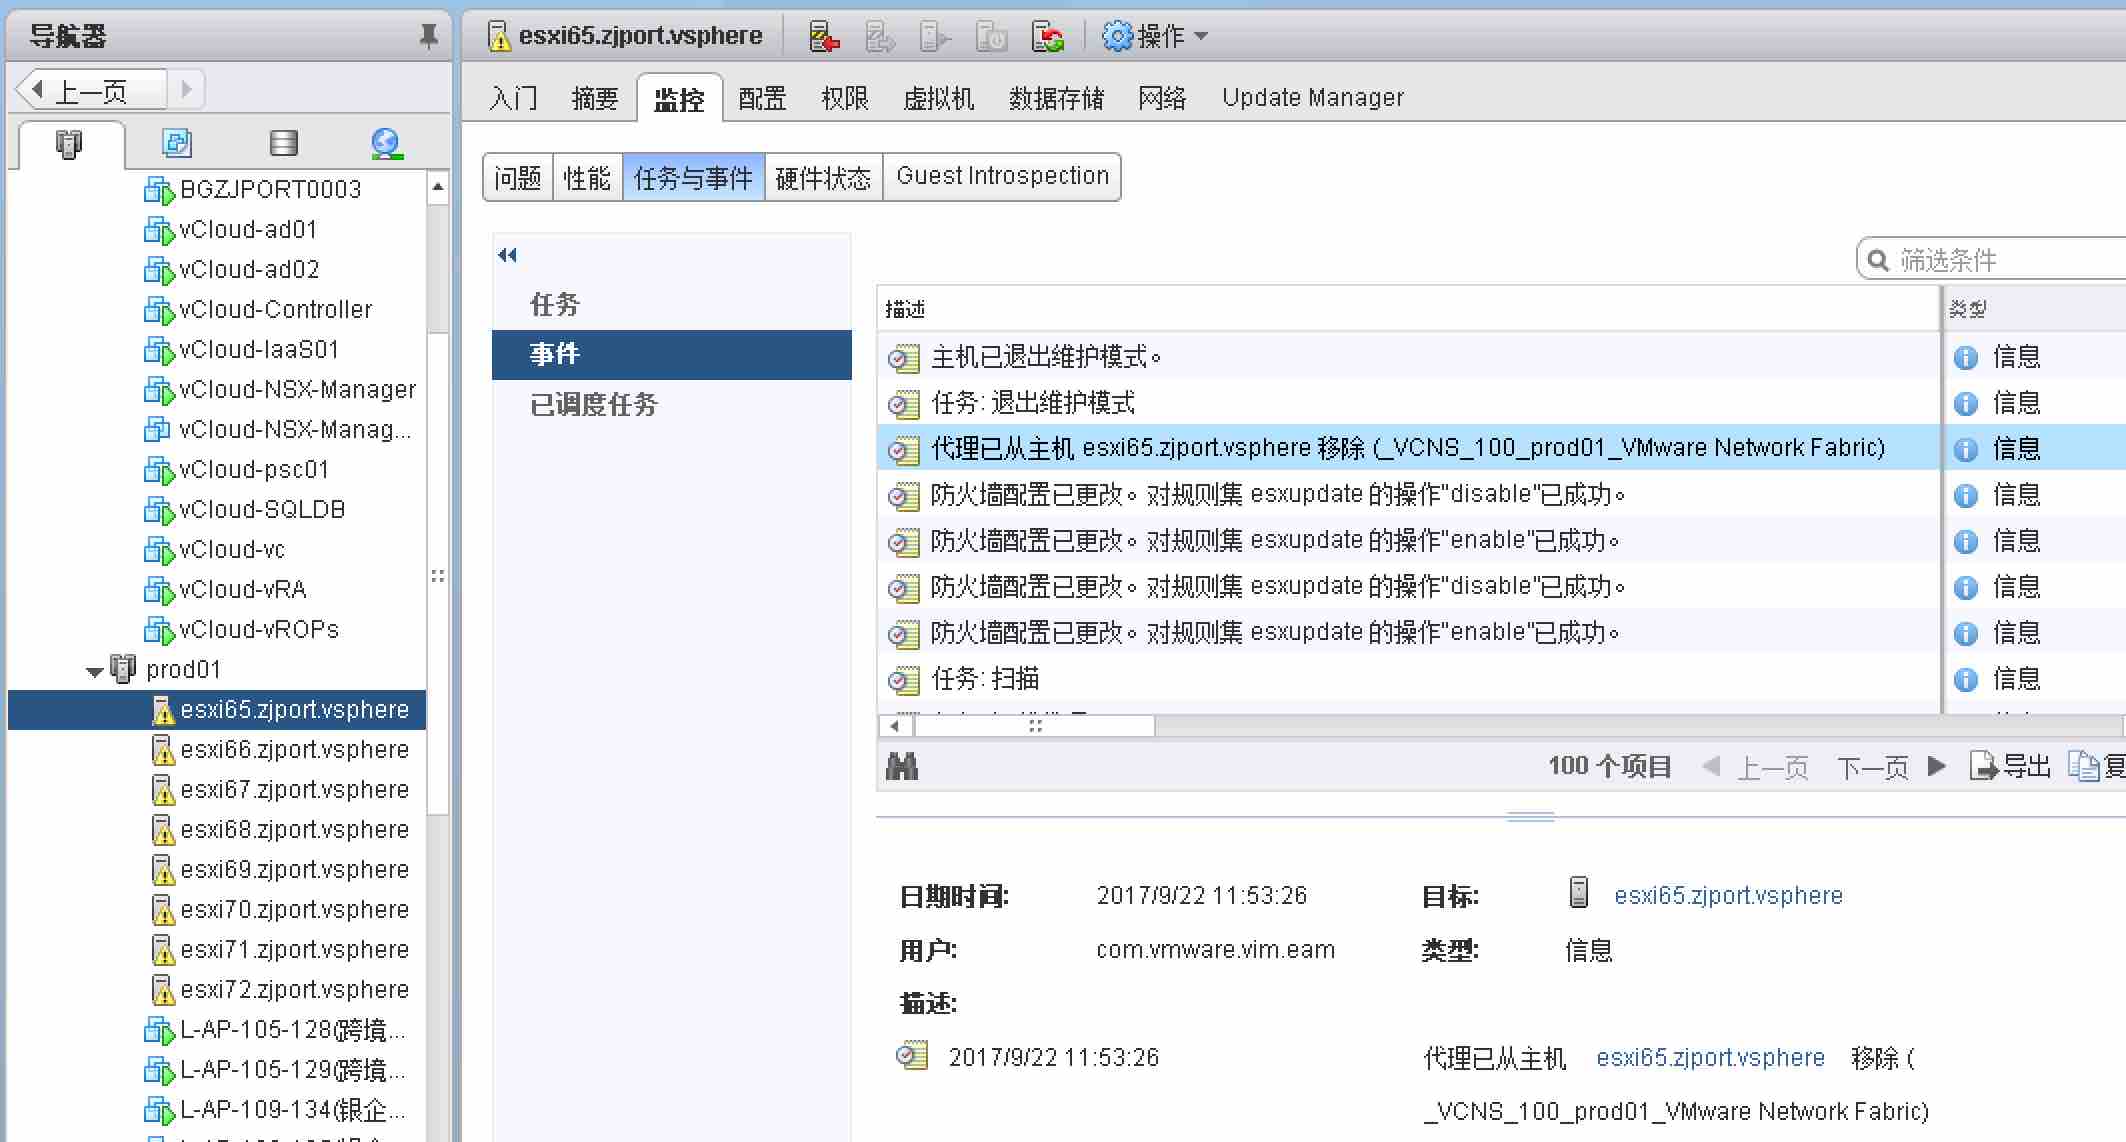 导航器
上一页
BGZJPORT0003
vCloud-ad01
vCloud-ad02
vCloud-Controller
vCloud-IaaS01
vCloud-NSX-Manager
vCloud-NSX-Manag...
vCloud-psc01
vCloud-SQLDB
vCloud-vc
vCloud-vRA
vCloud-vROPs
prod01
esxi65.zjport.vsphere
esxi66.zjport.vsphere
esxi67.zjport.vsphere
esxi68.zjport.vsphere
esxi69.zjport.vsphere
esxi70.zjport.vsphere
esxi71.zjport.vsphere
esxi72.zjport.vsphere
L-AP-105-128(跨境...
L-AP-105-129(跨境...
L-AP-109-134(银企...
esxi65.zjport.vsphere 操作
入门 摘要 监控 配置 权限 虚拟机 数据存储 网络 Update Manager
问题 性能 任务与事件 硬件状态 Guest Introspection
任务
事件
已调度任务
筛选条件
描述 类型
主机已退出维护模式。 信息
任务: 退出维护模式 信息
代理已从主机 esxi65.zjport.vsphere 移除 (_VCNS_100_prod01_VMware Network Fabric) 信息
防火墙配置已更改。对规则集 esxupdate 的操作"disable"已成功。 信息
防火墙配置已更改。对规则集 esxupdate 的操作"enable"已成功。 信息
防火墙配置已更改。对规则集 esxupdate 的操作"disable"已成功。 信息
防火墙配置已更改。对规则集 esxupdate 的操作"enable"已成功。 信息
任务: 扫描 信息
100 个项目 上一页 下一页 导出 复
日期时间: 2017/9/22 11:53:26 目标: esxi65.zjport.vsphere
用户: com.vmware.vim.eam 类型: 信息
描述:
2017/9/22 11:53:26 代理已从主机 esxi65.zjport.vsphere 移除 (
_VCNS_100_prod01_VMware Network Fabric)